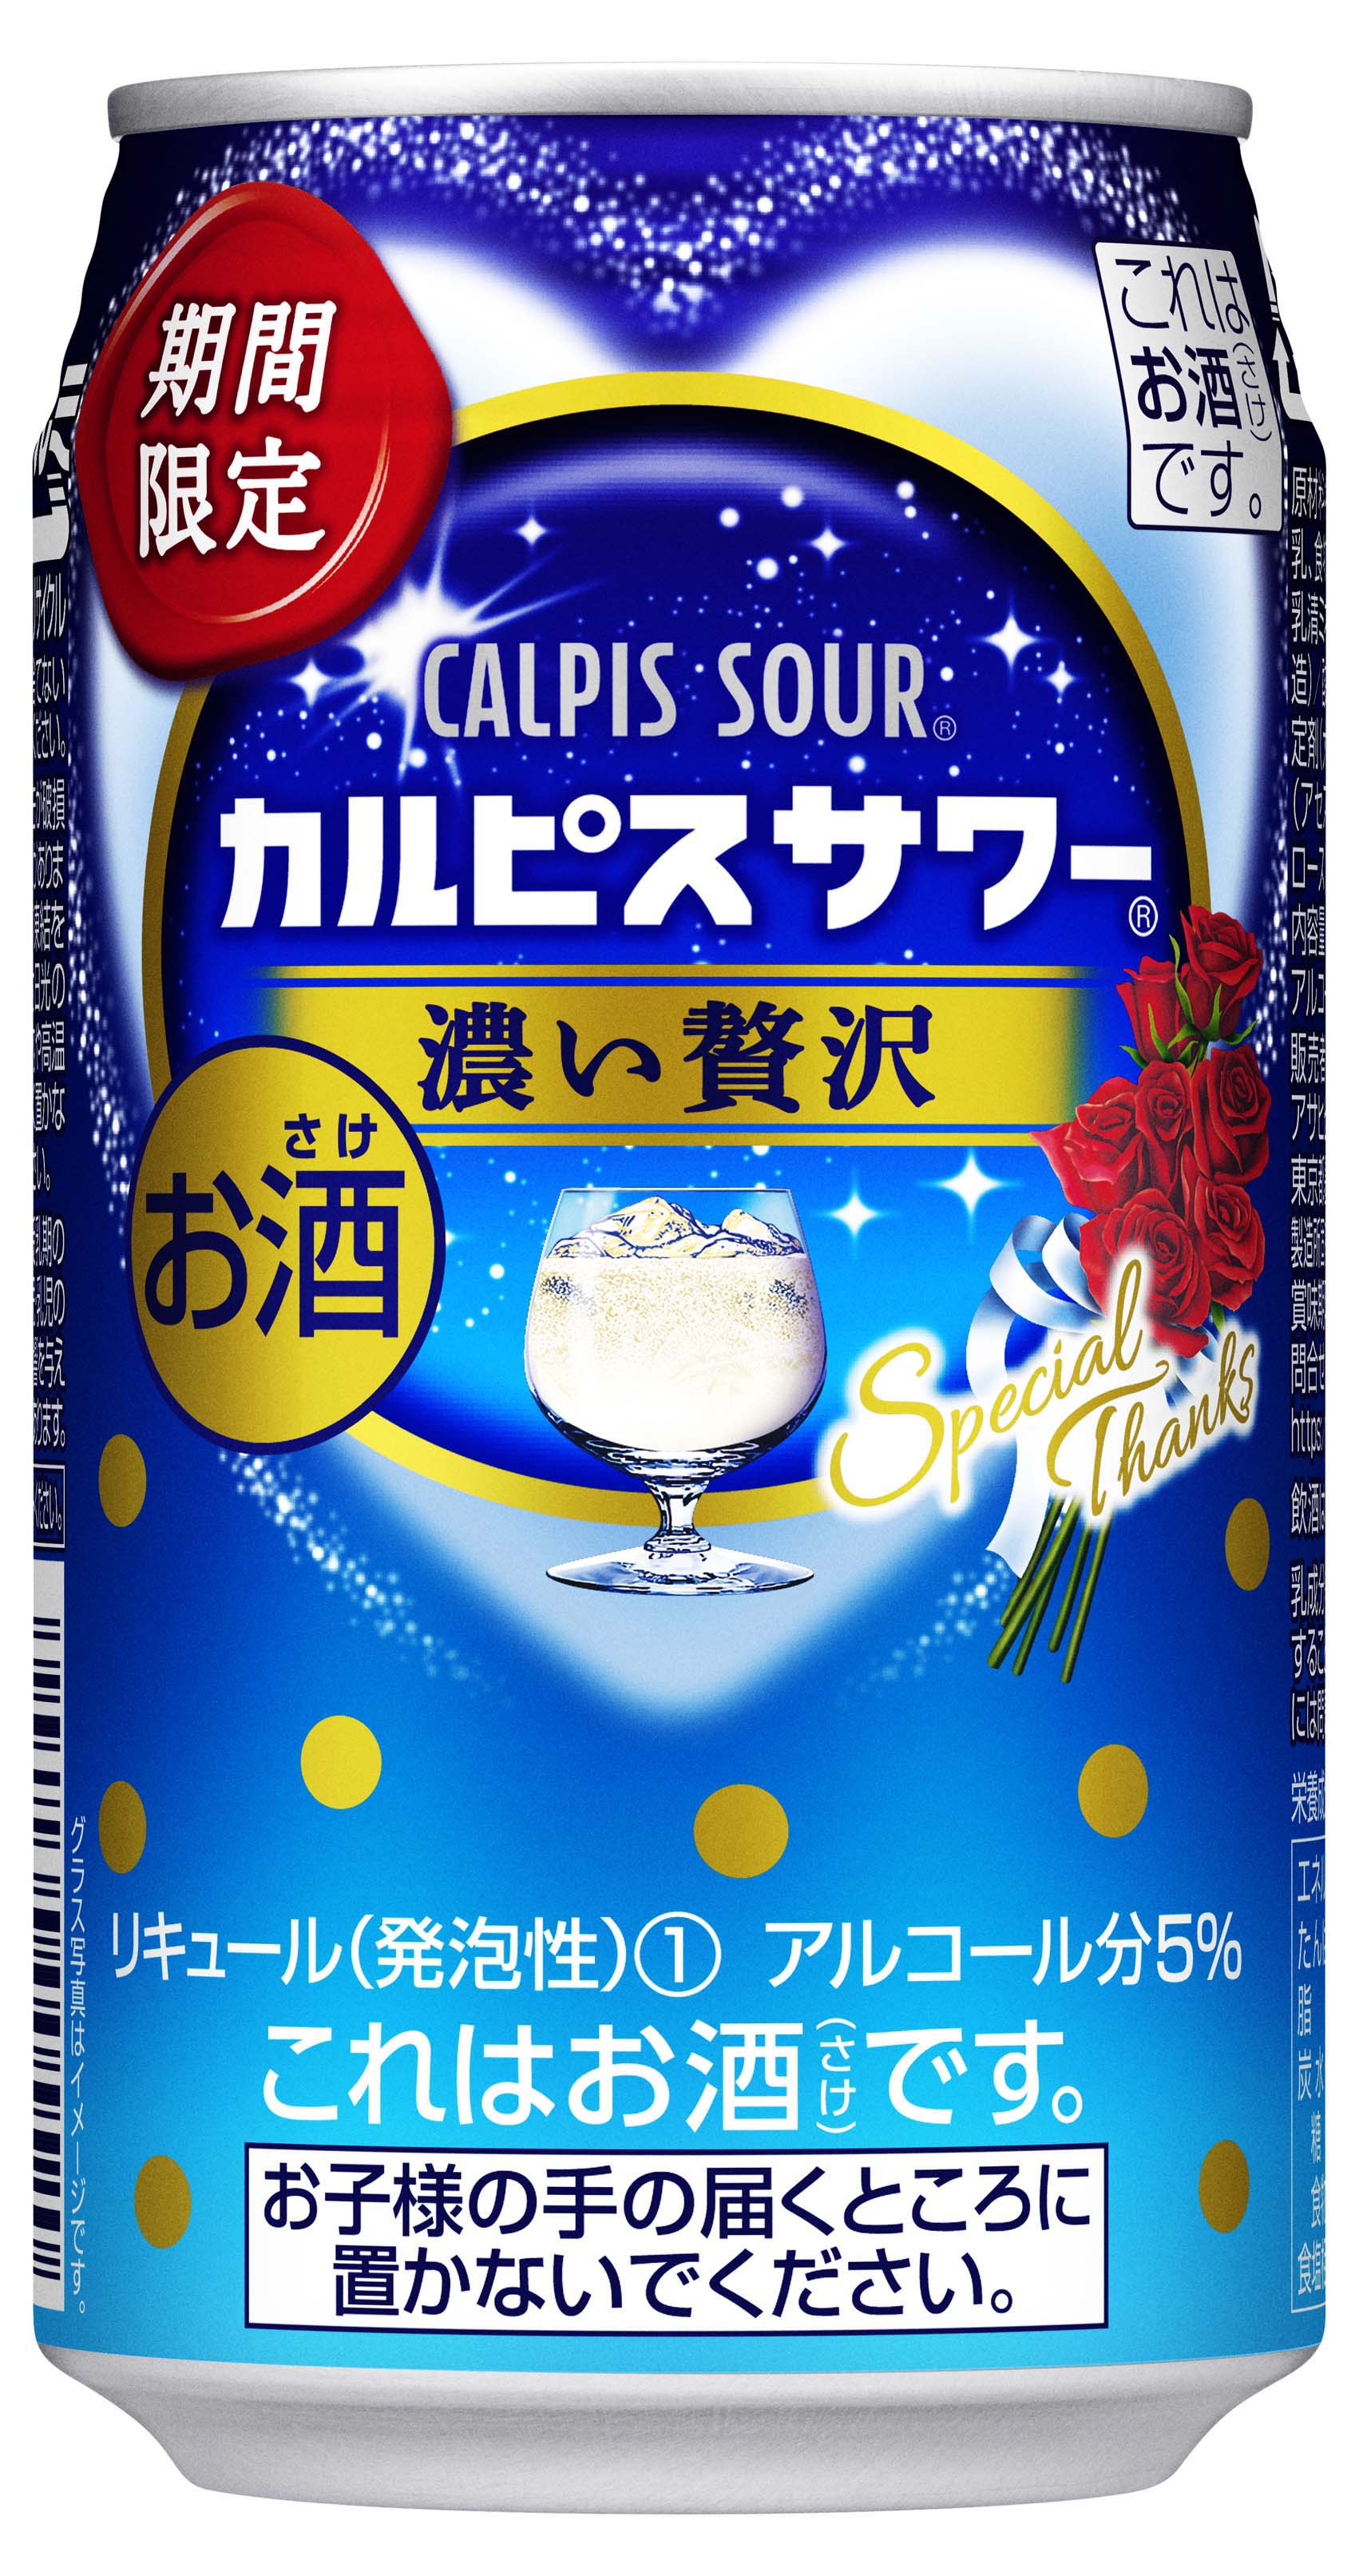 期間
限定
これは
お酒(さけ)
です。
CALPIS SOUR®
カルピスサワー®
濃い贅沢
さけ
お酒
Special
Thanks
リキュール(発泡性)① アルコール分5%
これはお酒(さけ)です。
お子様の手の届くところに
置かないでください。
グラス写真はイメージです。